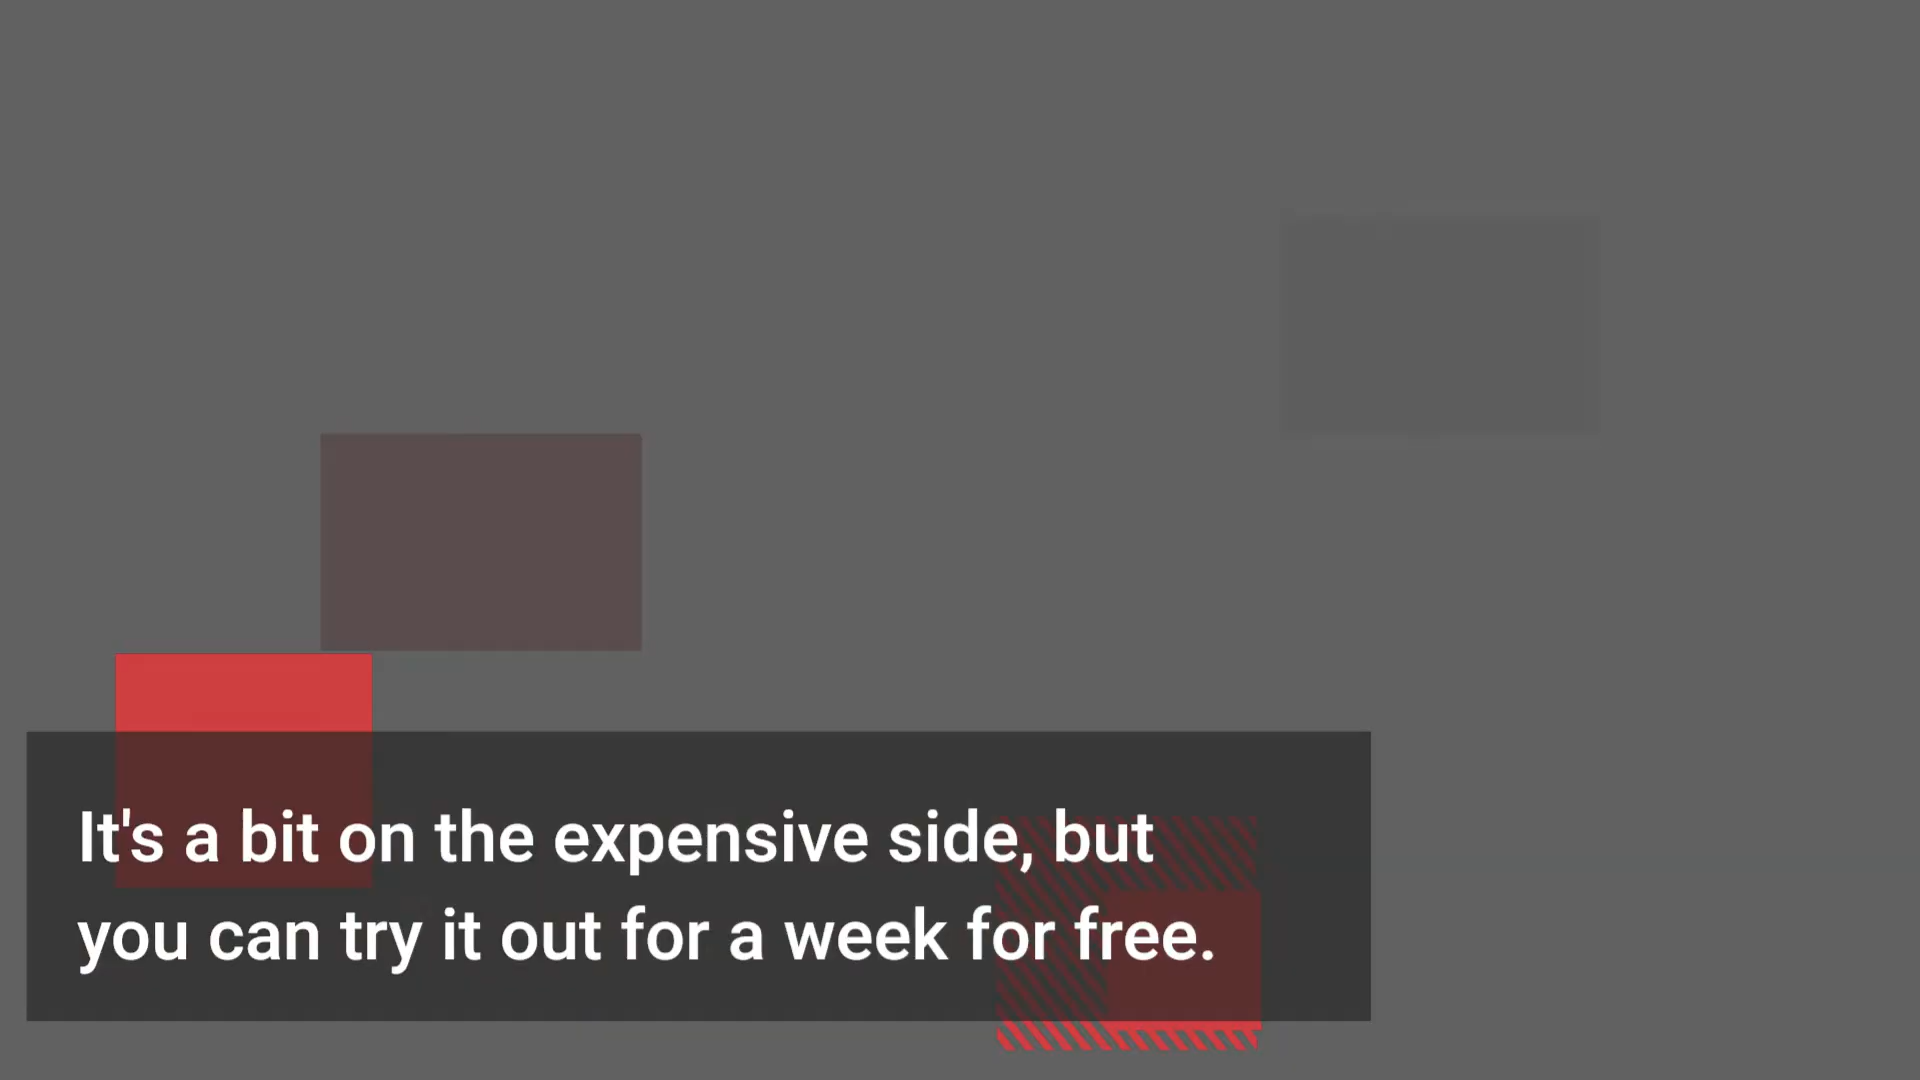 It's a bit on the expensive side, but
you can try it out for a week for free.